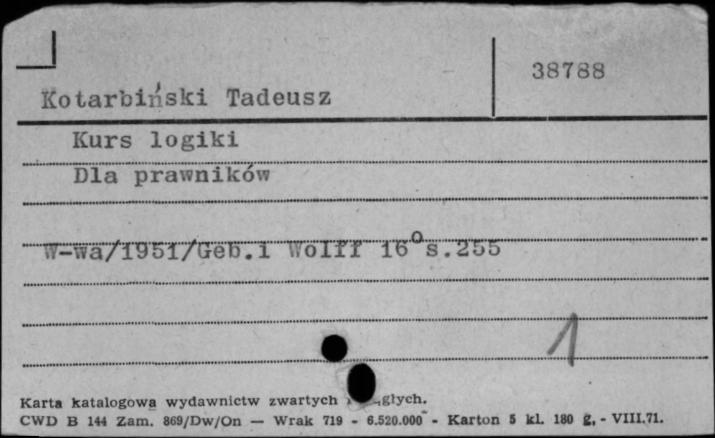 38788
Kotarbiński Tadeusz
Kurs logiki
Dla prawników
W-wa/1951/Geb.i Wolff 16° s.255
1
Karta katalogowa wydawnictw zwartych głych.
CWD B 144 Zam. 869/Dw/On — Wrak 719 - 6.520.000 - Karton 5 kl. 180 g. - VIII.71.